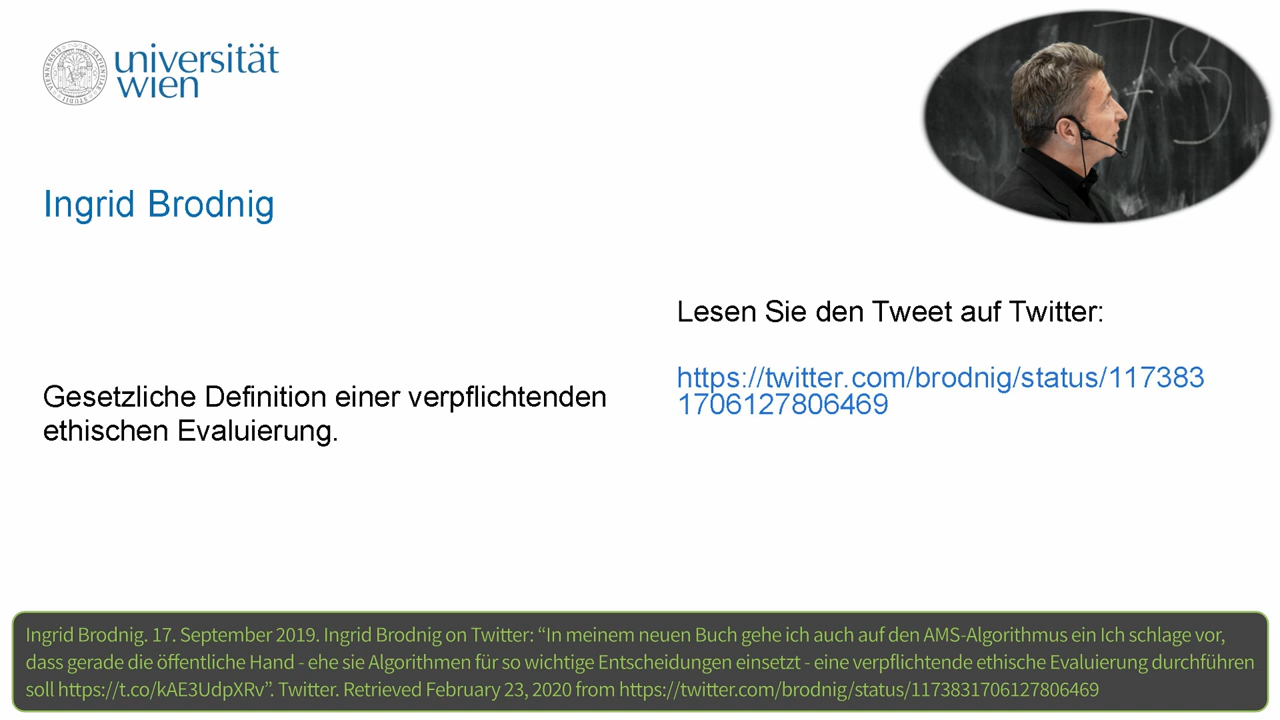 universität
wien
Ingrid Brodnig
Lesen Sie den Tweet auf Twitter:
https://twitter.com/brodnig/status/117383
1706127806469
Gesetzliche Definition einer verpflichtenden
ethischen Evaluierung.
Ingrid Brodnig. 17. September 2019. Ingrid Brodnig on Twitter: “In meinem neuen Buch gehe ich auch auf den AMS-Algorithmus ein Ich schlage vor,
dass gerade die öffentliche Hand - ehe sie Algorithmen für so wichtige Entscheidungen einsetzt - eine verpflichtende ethische Evaluierung durchführen
soll https://t.co/kAE3UdpXRv”. Twitter. Retrieved February 23, 2020 from https://twitter.com/brodnig/status/1173831706127806469